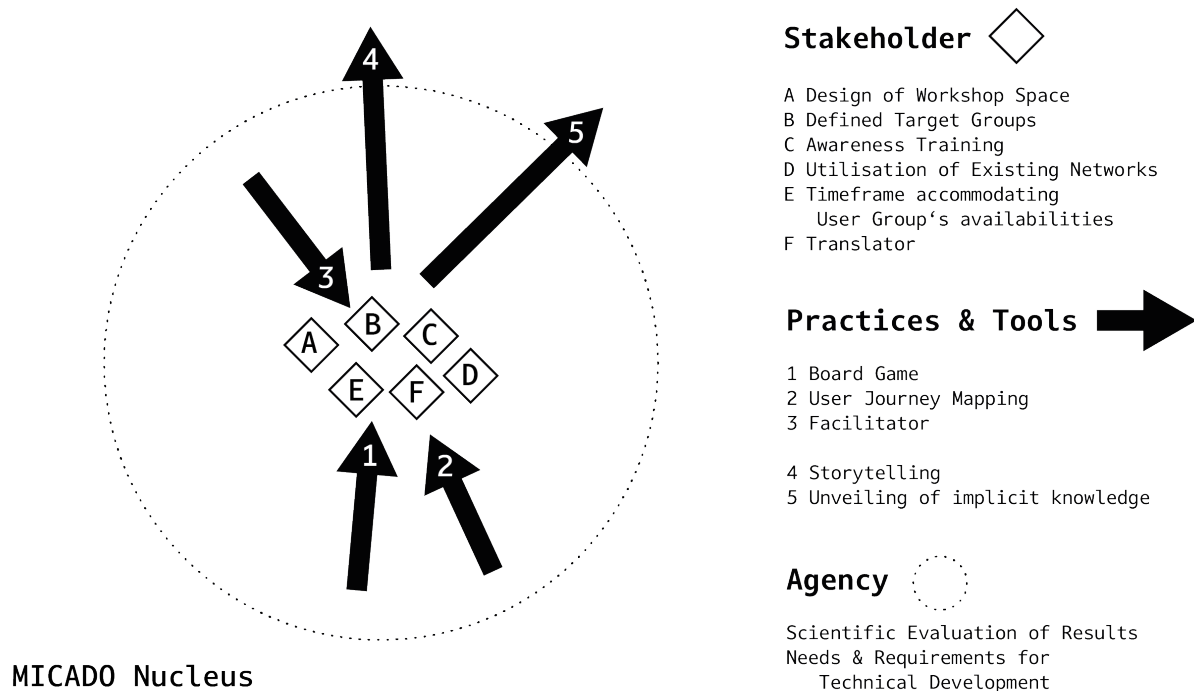 4
5
3
B
C
A
D
E
F
1
2
MICADO Nucleus
Stakeholder
A Design of Workshop Space
B Defined Target Groups
C Awareness Training
D Utilisation of Existing Networks
E Timeframe accommodating
User Group‘s availabilities
F Translator
Practices & Tools
1 Board Game
2 User Journey Mapping
3 Facilitator
4 Storytelling
5 Unveiling of implicit knowledge
Agency
Scientific Evaluation of Results
Needs & Requirements for
Technical Development